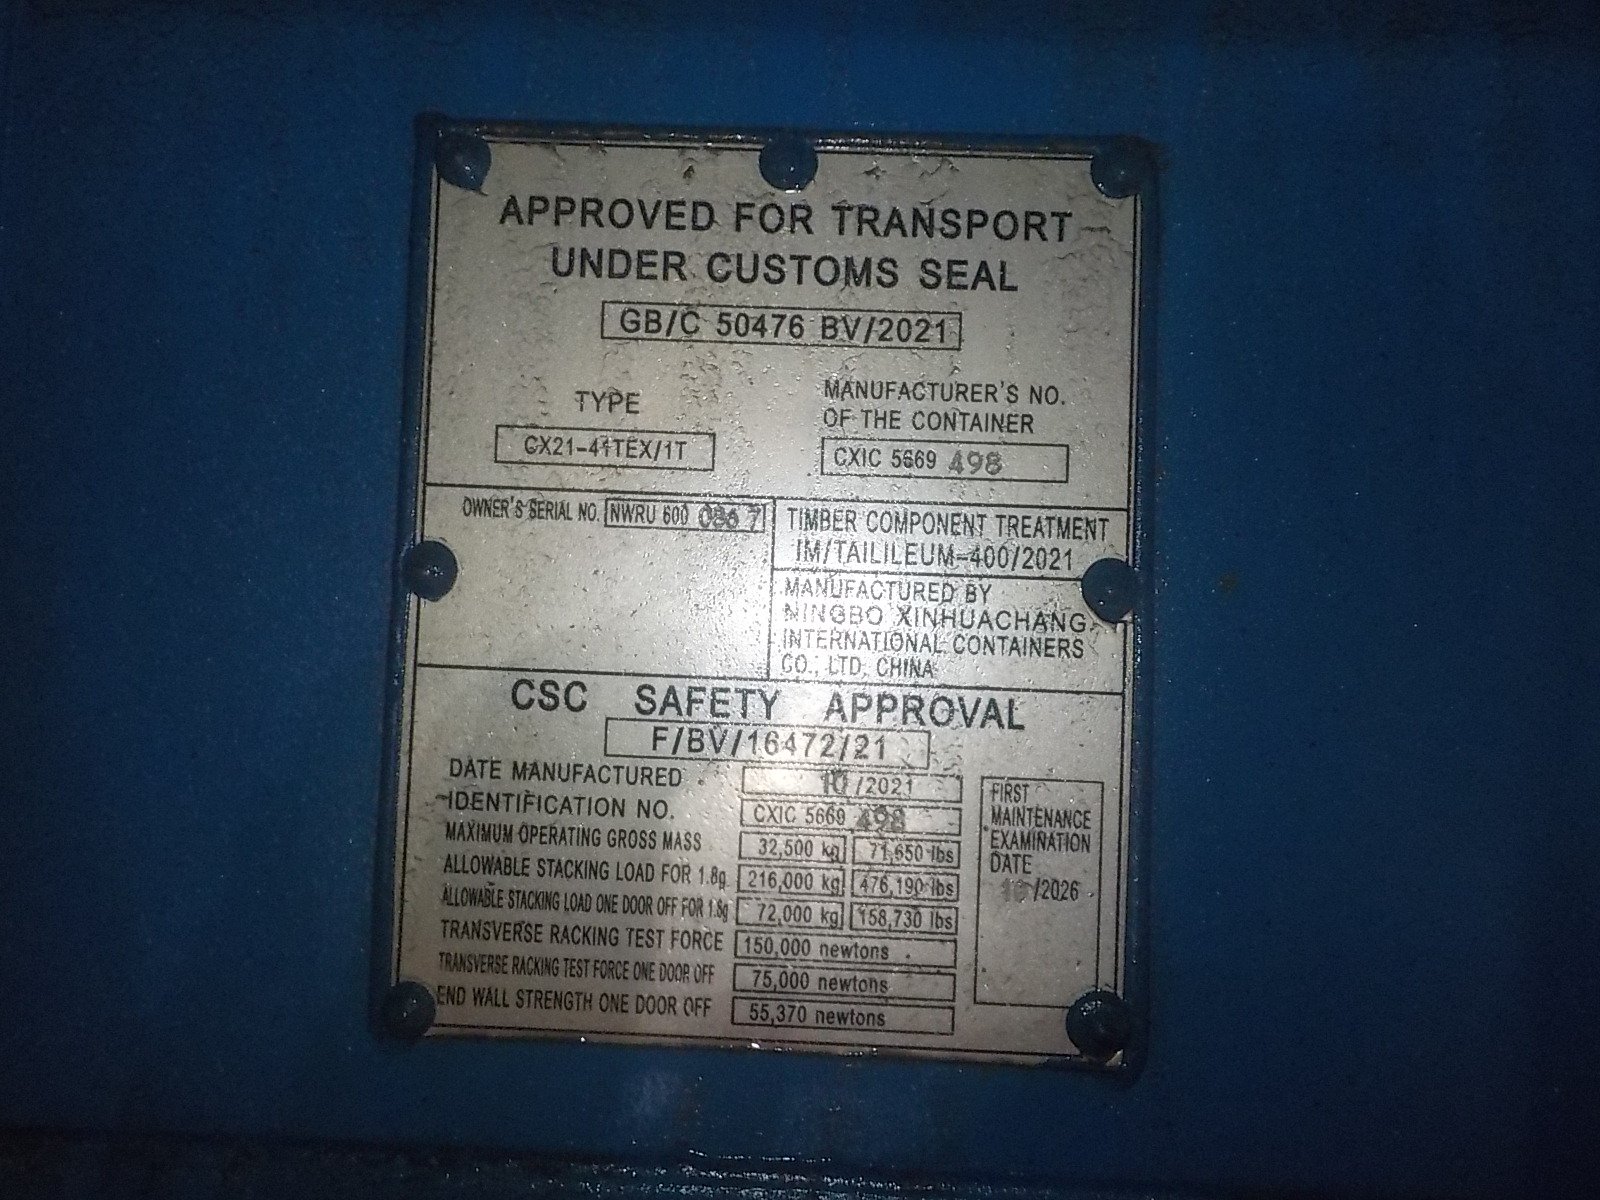 APPROVED FOR TRANSPORT
UNDER CUSTOMS SEAL
GB/C 50476 BV/2021
TYPE
CX21-41TEX/1T
MANUFACTURER'S NO.
OF THE CONTAINER
CXIC 5669 498
OWNER'S SERIAL NO. NWRU 600 086 7
TIMBER COMPONENT TREATMENT
IM/TAILILEUM-400/2021
MANUFACTURED BY
NINGBO XINHUACHANG
INTERNATIONAL CONTAINERS
CO., LTD, CHINA
CSC SAFETY APPROVAL
F/BV/16472/21
DATE MANUFACTURED 10/2021
IDENTIFICATION NO. CXIC 5669 498
MAXIMUM OPERATING GROSS MASS 32,500 kg 71,650 lbs
ALLOWABLE STACKING LOAD FOR 1.8g 216,000 kg 476,190 lbs
ALLOWABLE STACKING LOAD ONE DOOR OFF FOR 1.8g 72,000 kg 158,730 lbs
TRANSVERSE RACKING TEST FORCE 150,000 newtons
TRANSVERSE RACKING TEST FORCE ONE DOOR OFF 75,000 newtons
END WALL STRENGTH ONE DOOR OFF 55,370 newtons
FIRST
MAINTENANCE
EXAMINATION
DATE
/2026